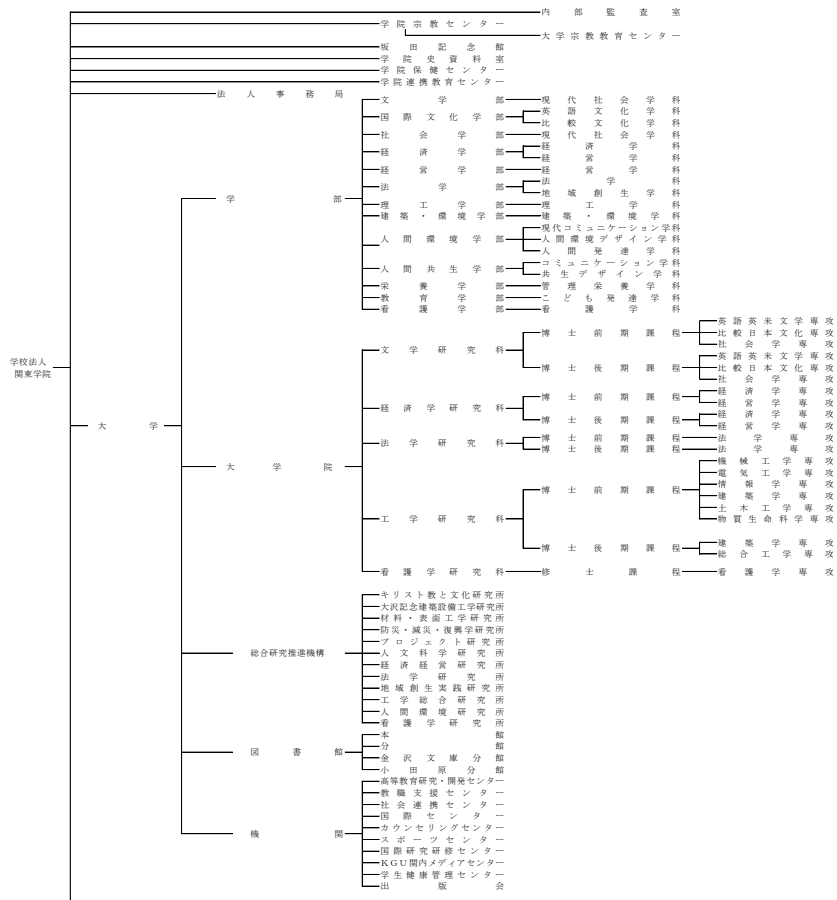 内部監査室
学院宗教センター
大学宗教教育センター
坂田記念館
学院史資料室
学院保健センター
学院連携教育センター
法人事務局
文学部 現代社会学科
国際文化学部 英語文化学科
比較文化学科
社会学部 現代社会学科
経済学部 経済学科
経営学科
経営学部 経営学科
法学部 法学科
地域創生学科
学部
理工学部 理工学科
建築・環境学部 建築・環境学科
人間環境学部 現代コミュニケーション学科
人間環境デザイン学科
人間発達学科
人間共生学部 コミュニケーション学科
共生デザイン学科
栄養学部 管理栄養学科
教育学部 こども発達学科
看護学部 看護学科
学校法人
関東学院
大学
大学院
文学研究科 博士前期課程 英語英米文学専攻
比較日本文化専攻
社会学専攻
博士後期課程 英語英米文学専攻
比較日本文化専攻
社会学専攻
経済学研究科 博士前期課程 経済学専攻
経営学専攻
博士後期課程 経済学専攻
経営学専攻
法学研究科 博士前期課程 法学専攻
博士後期課程 法学専攻
工学研究科 博士前期課程 機械工学専攻
電気工学専攻
情報学専攻
建築学専攻
土木工学専攻
物質生命科学専攻
博士後期課程 建築学専攻
総合工学専攻
看護学研究科 修士課程 看護学専攻
総合研究推進機構
キリスト教と文化研究所
大沢記念建築設備工学研究所
材料・表面工学研究所
防災・減災・復興学研究所
プロジェクト研究所
人文科学研究所
経済経営研究所
法学研究所
地域創生実践研究所
工学総合研究所
人間環境研究所
看護学研究所
図書館
本館
分館
金沢文庫分館
小田原分館
機関
高等教育研究・開発センター
教職支援センター
社会連携センター
国際センター
カウンセリングセンター
スポーツセンター
国際研究研修センター
KGU関内メディアセンター
学生健康管理センター
出版会